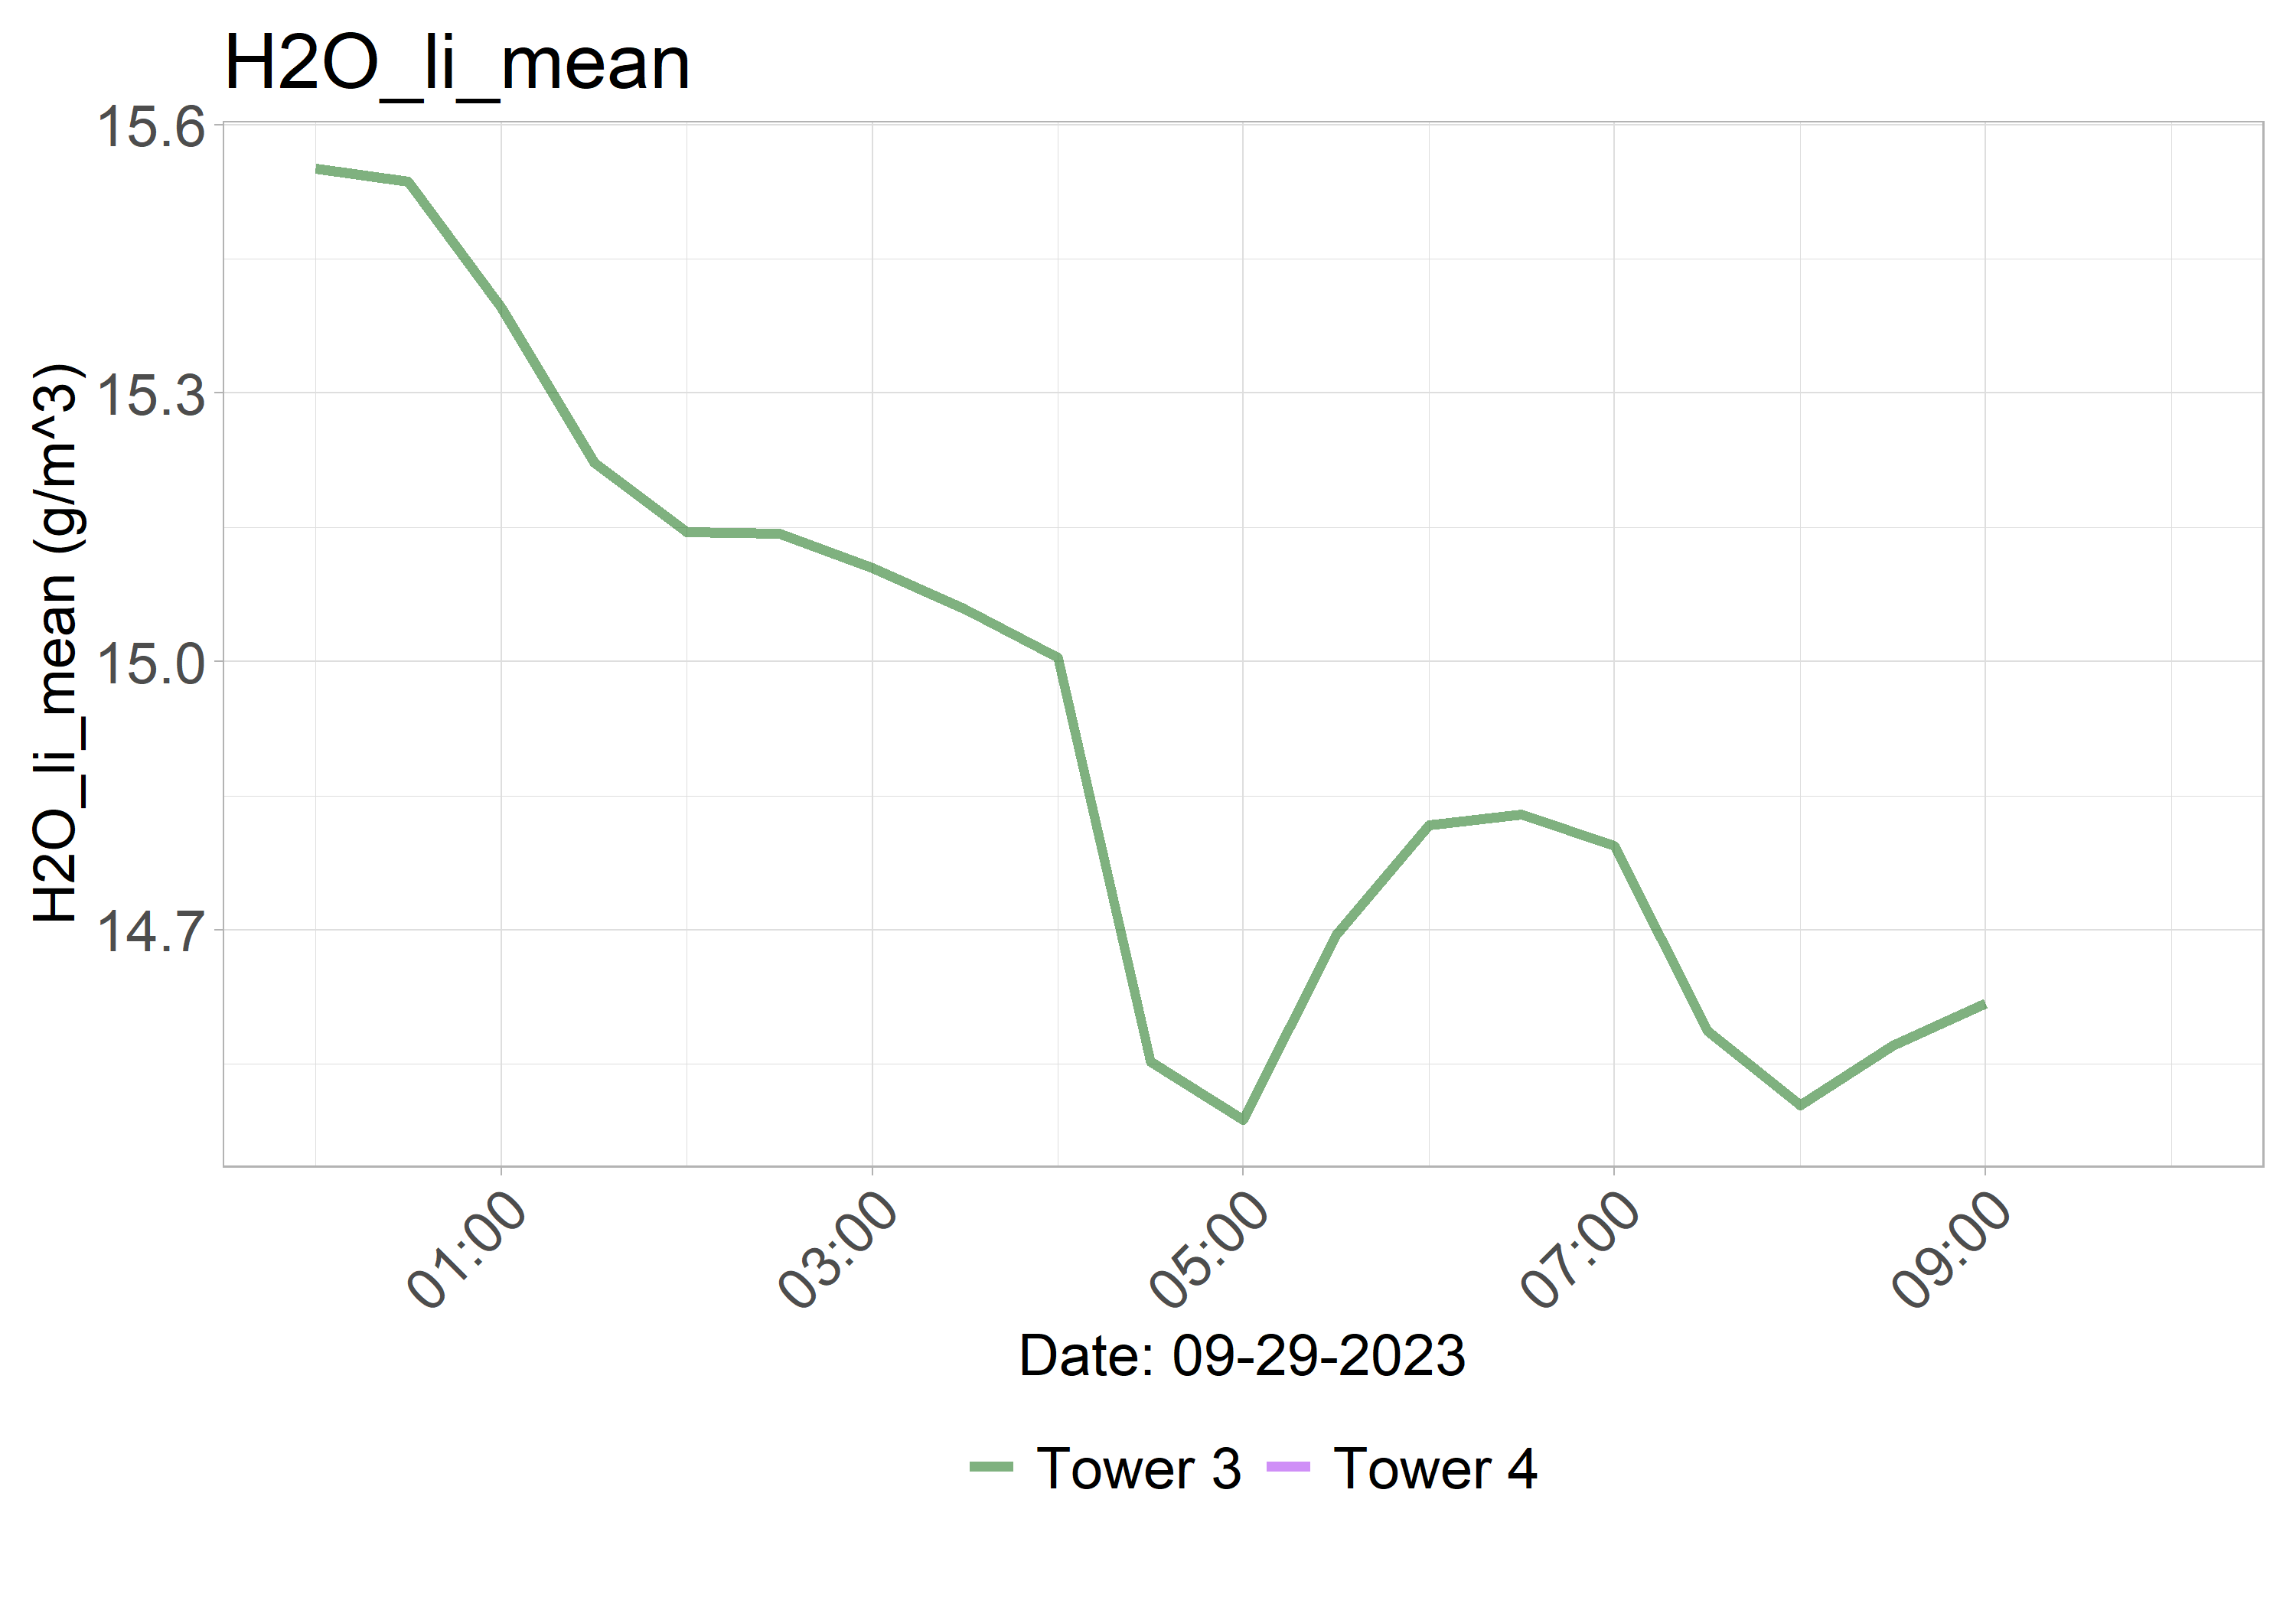 H2O_li_mean
15.6
15.3
15.0
14.7
H2O_li_mean (g/m^3)
01:00 03:00 05:00 07:00 09:00
Date: 09-29-2023
Tower 3 Tower 4